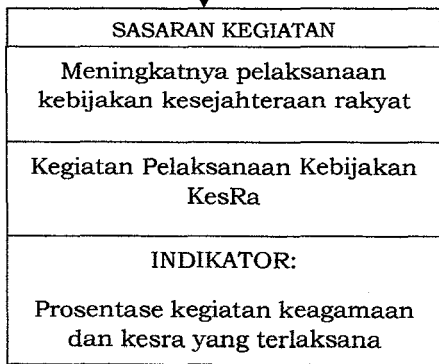 SASARAN KEGIATAN
Meningkatnya pelaksanaan
kebijakan kesejahteraan rakyat
Kegiatan Pelaksanaan Kebijakan
KesRa
INDIKATOR:
Prosentase kegiatan keagamaan
dan kesra yang terlaksana